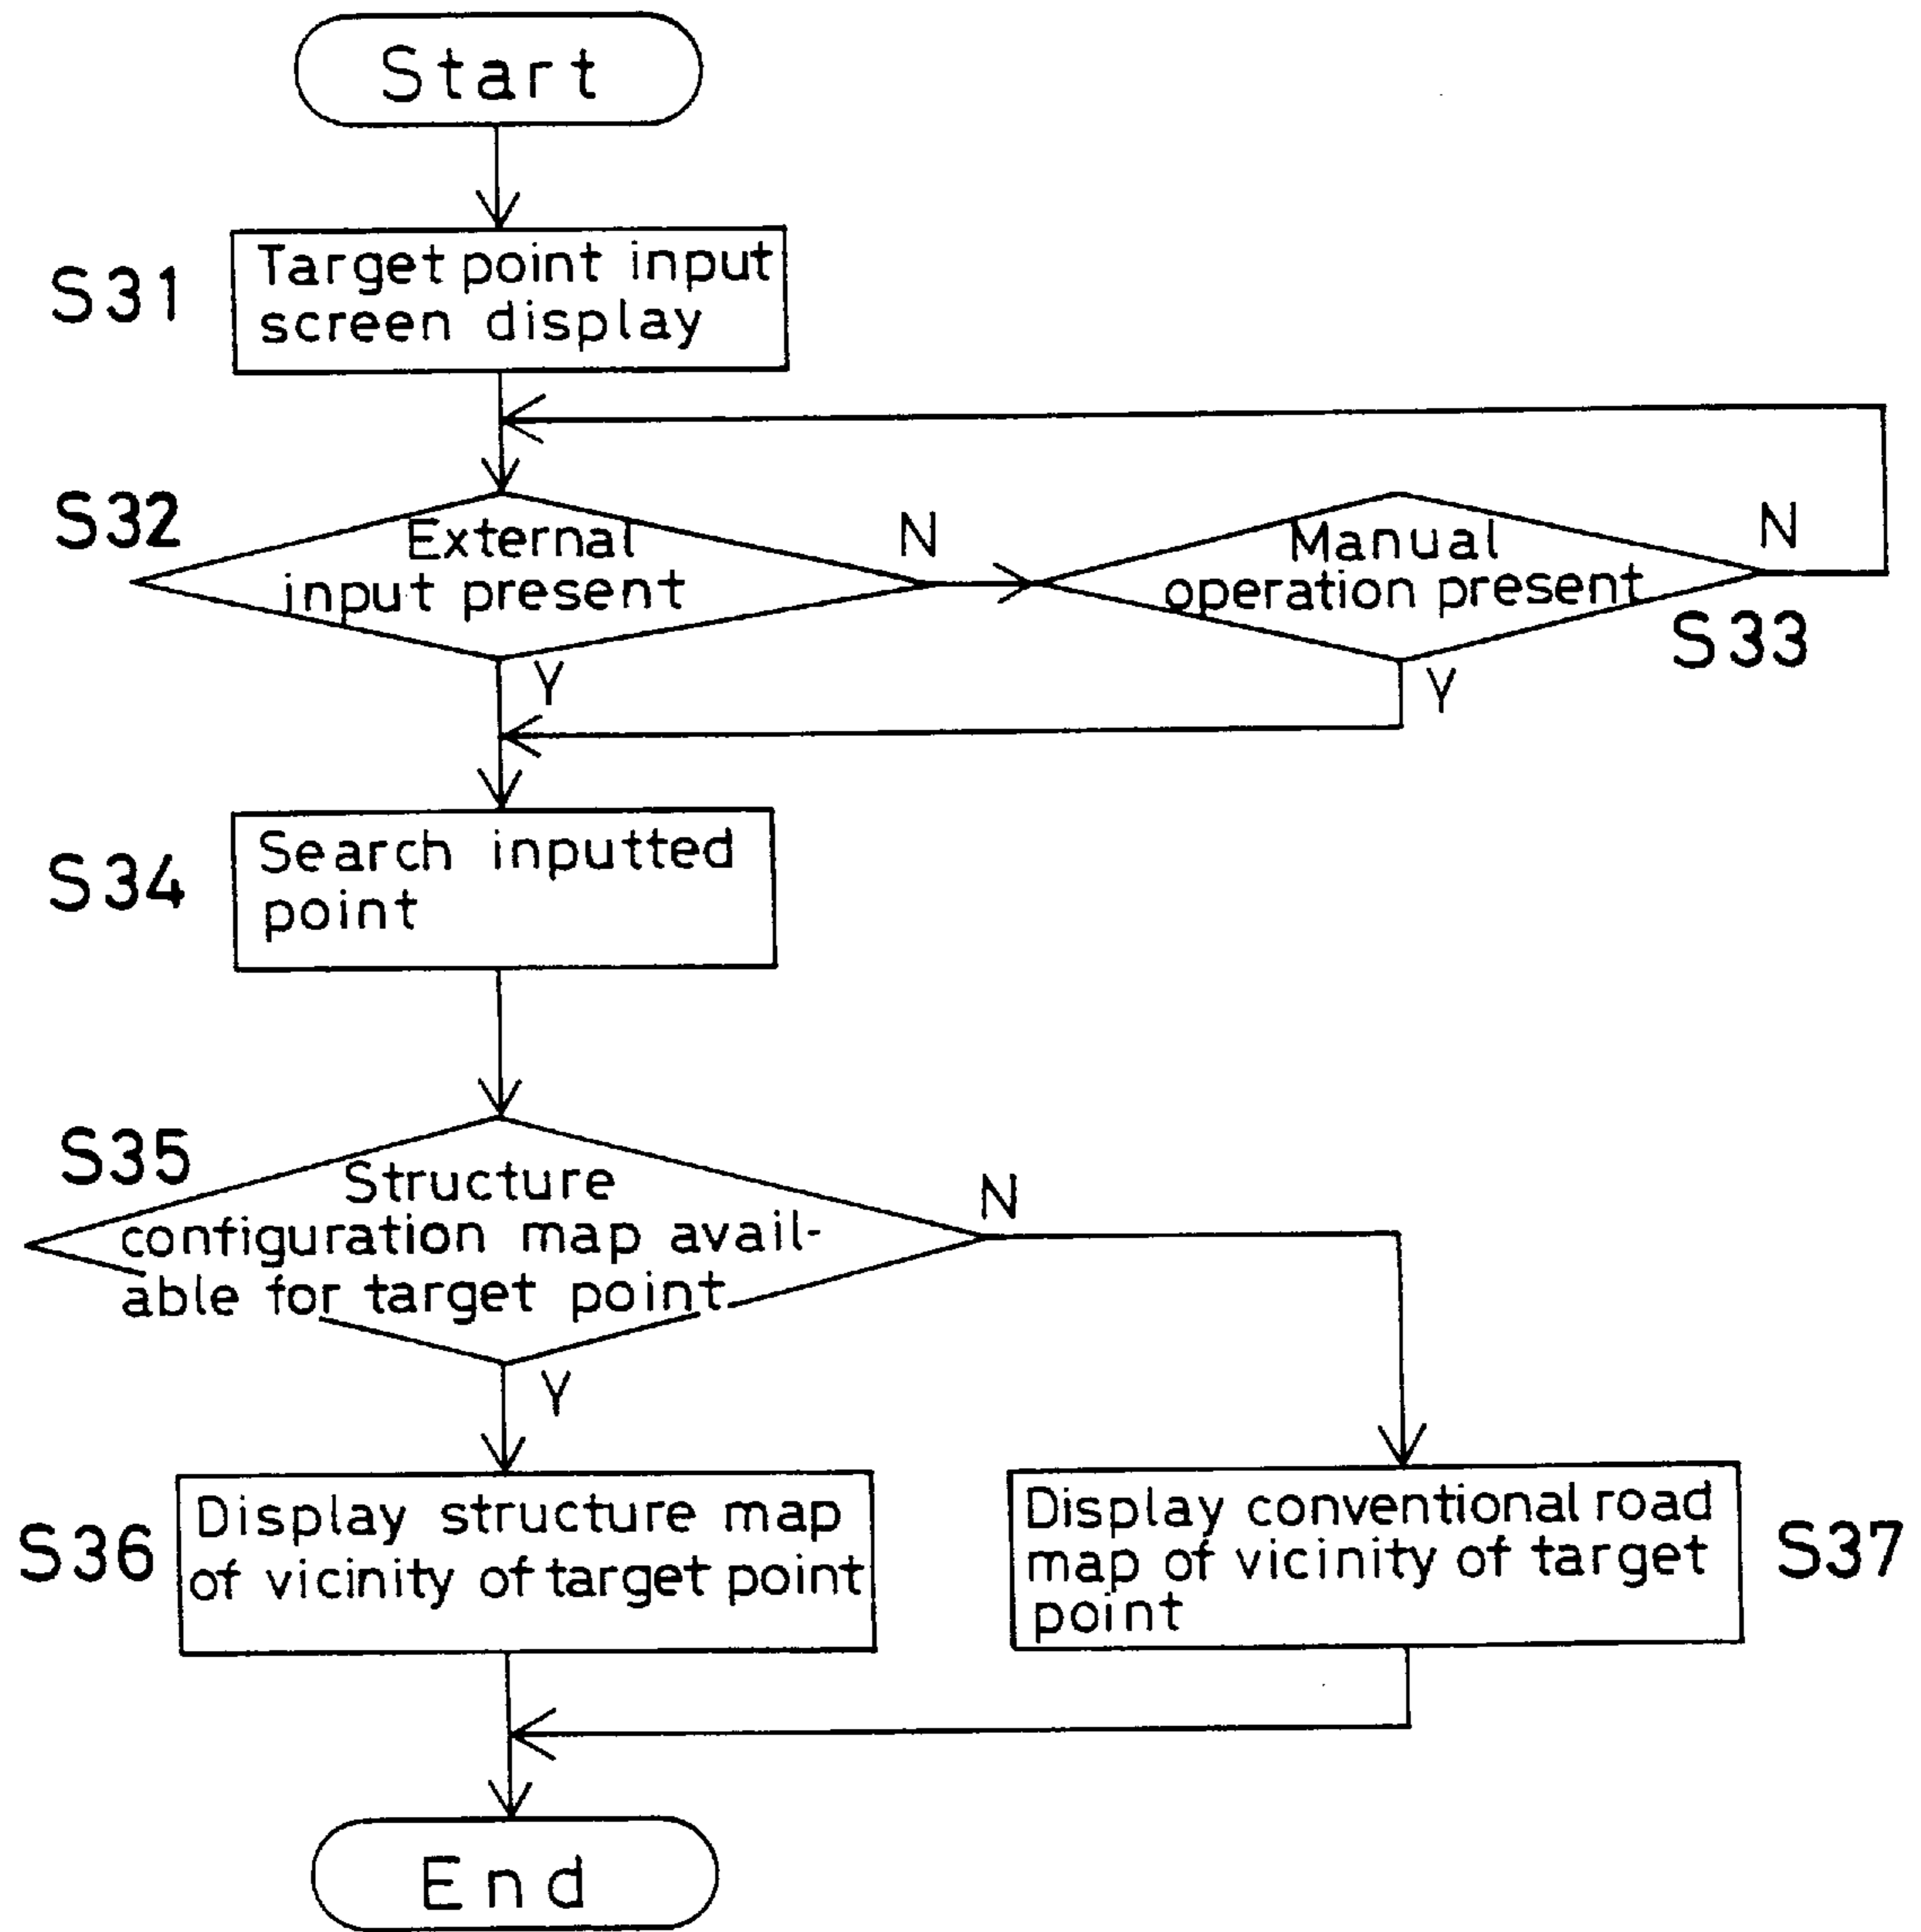 Start
S31
Target point input
screen display
S32
External
input present
N
Manual
operation present
N
S33
Y
Y
S34
Search inputted
point
S35
Structure
configuration map avail-
able for target point
N
Y
S36
Display structure map
of vicinity of target point
Display conventional road
map of vicinity of target
point
S37
End